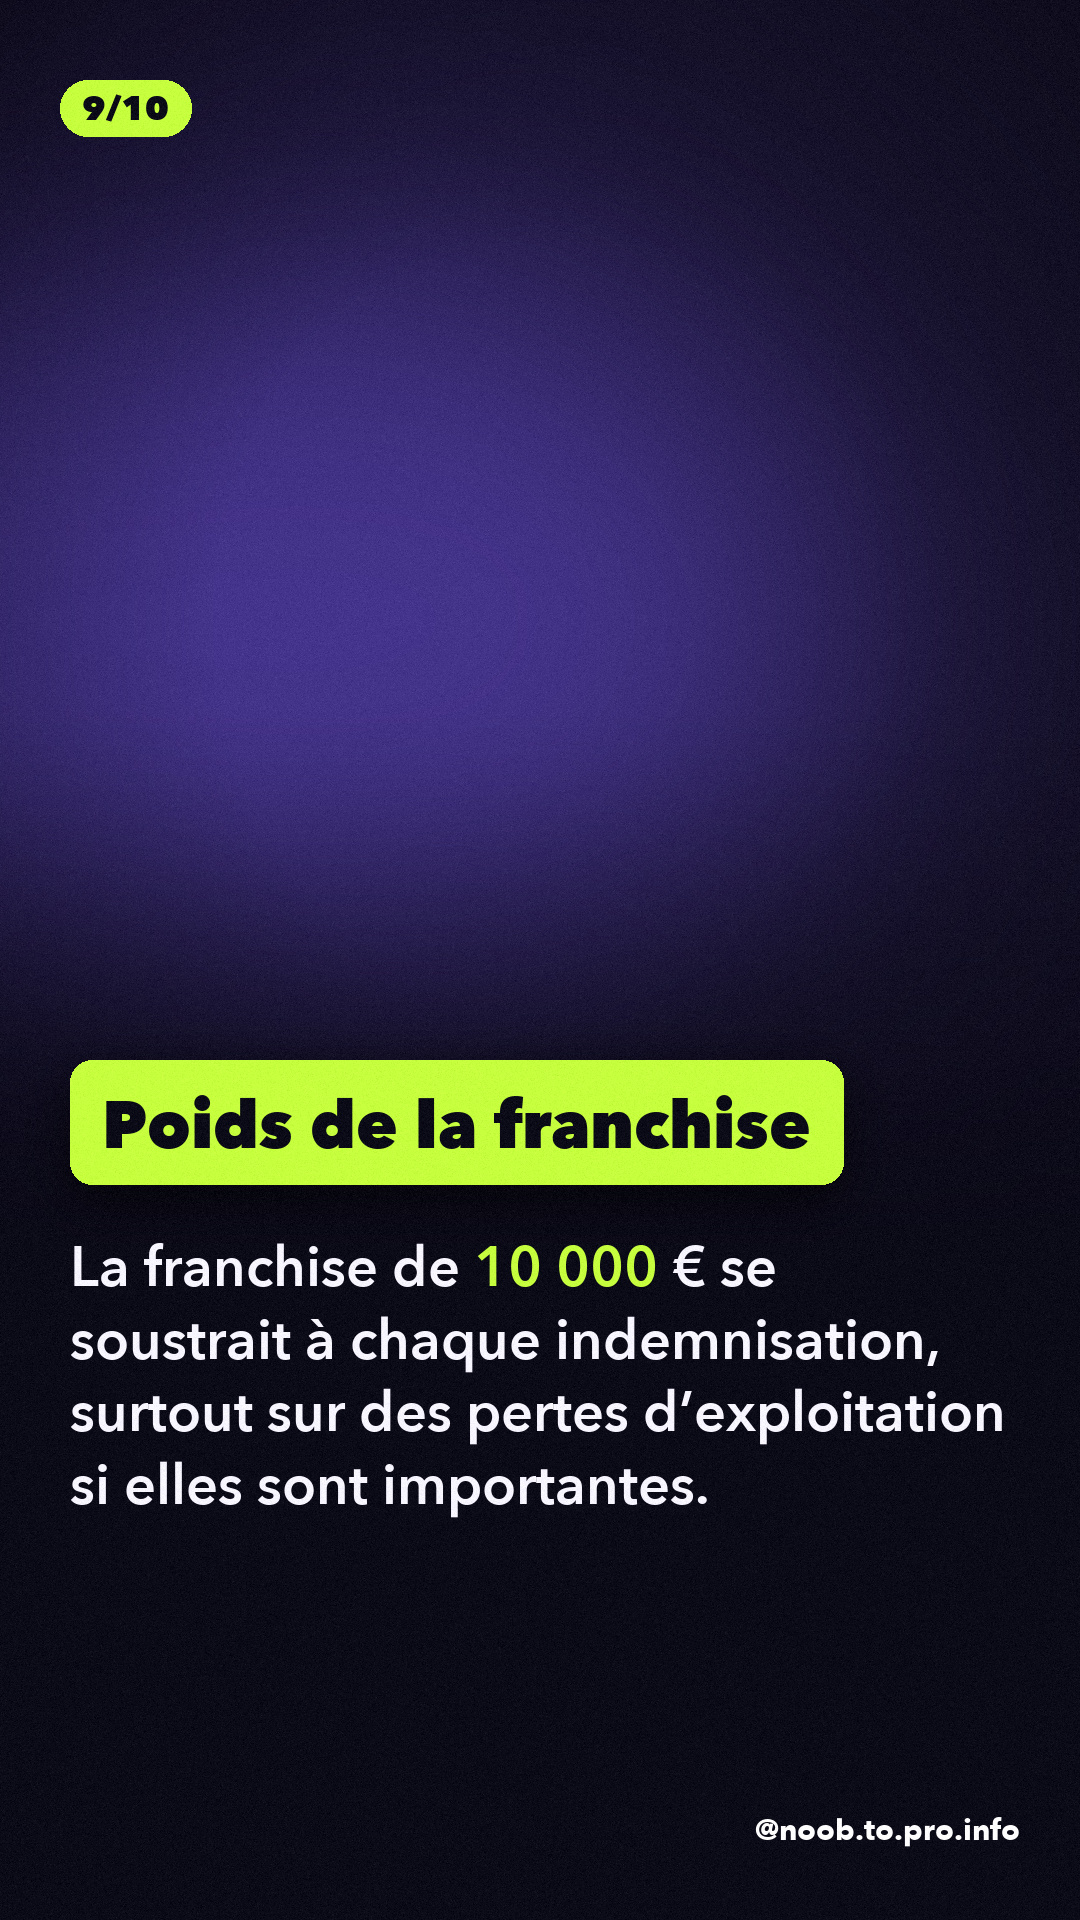 9/10
Poids de la franchise
La franchise de 10 000 € se
soustrait à chaque indemnisation,
surtout sur des pertes d’exploitation
si elles sont importantes.
@noob.to.pro.info